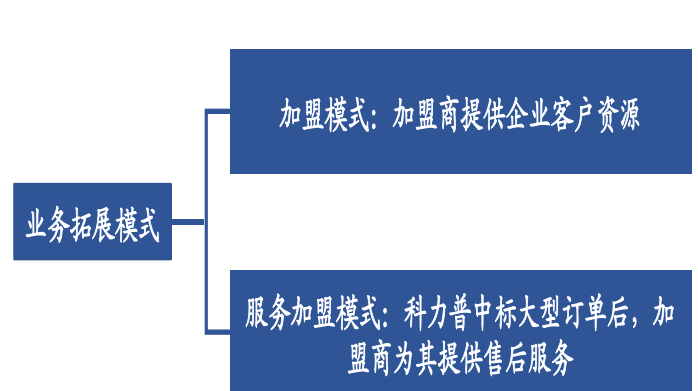 加盟模式：加盟商提供企业客户资源
业务拓展模式
服务加盟模式：科力普中标大型订单后，加
盟商为其提供售后服务